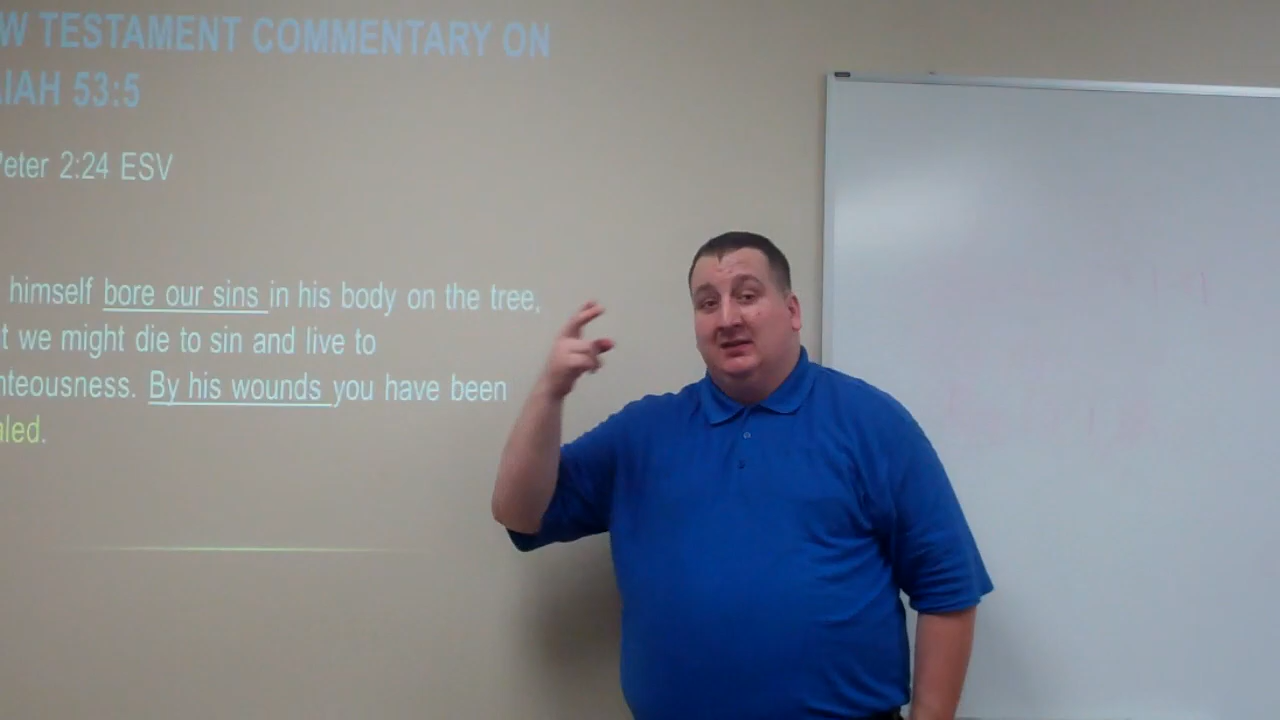 W TESTAMENT COMMENTARY ON
IAH 53:5
Peter 2:24 ESV
himself bore our sins in his body on the tree,
t we might die to sin and live to
hteousness. By his wounds you have been
aled.